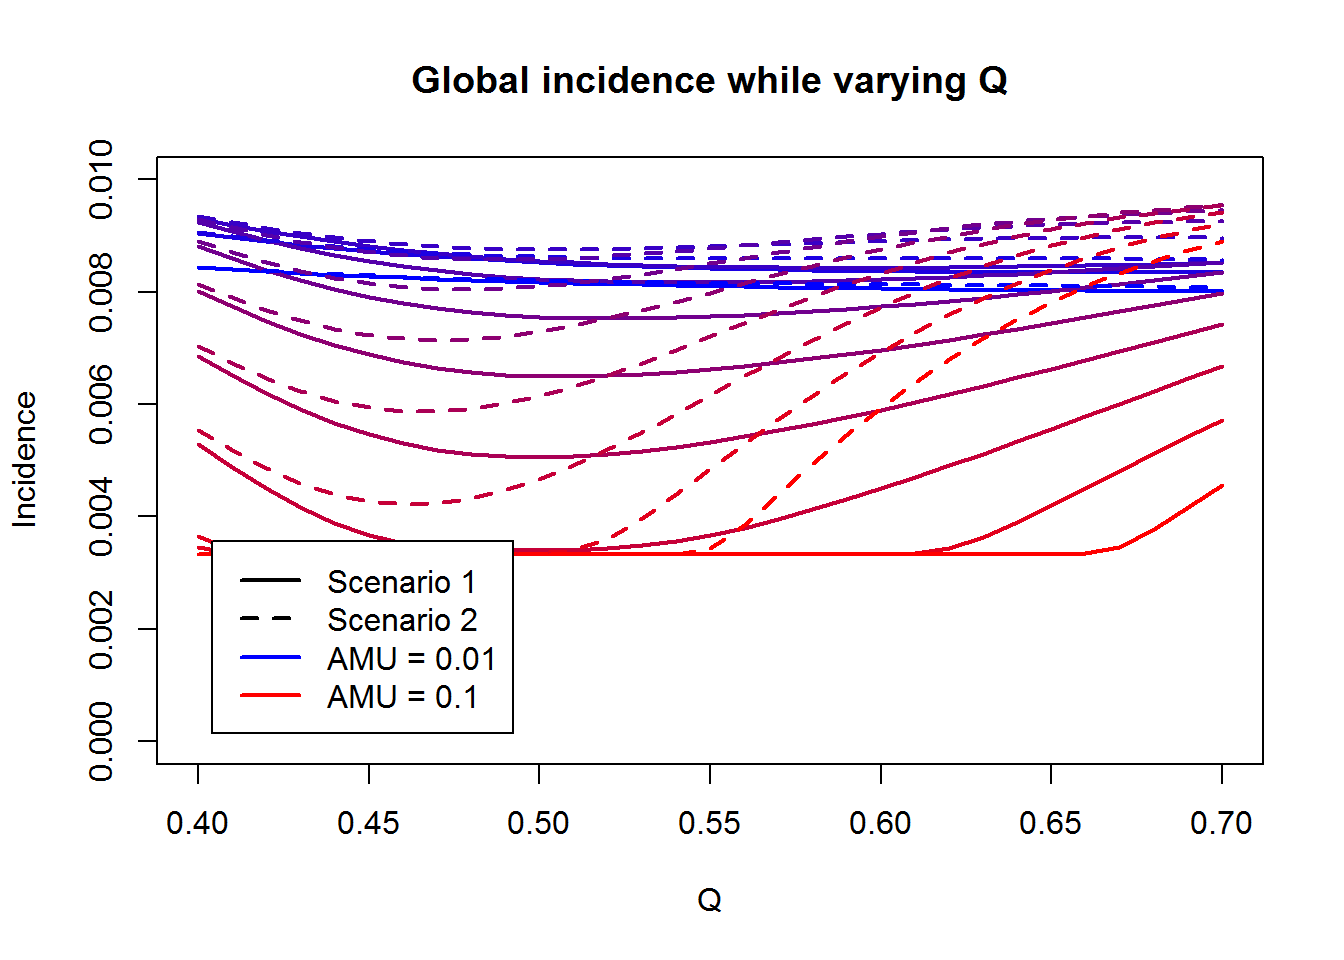 Global incidence while varying Q
Incidence
0.010
0.008
0.006
0.004
0.002
0.000
Scenario 1
Scenario 2
AMU = 0.01
AMU = 0.1
0.40 0.45 0.50 0.55 0.60 0.65 0.70
Q